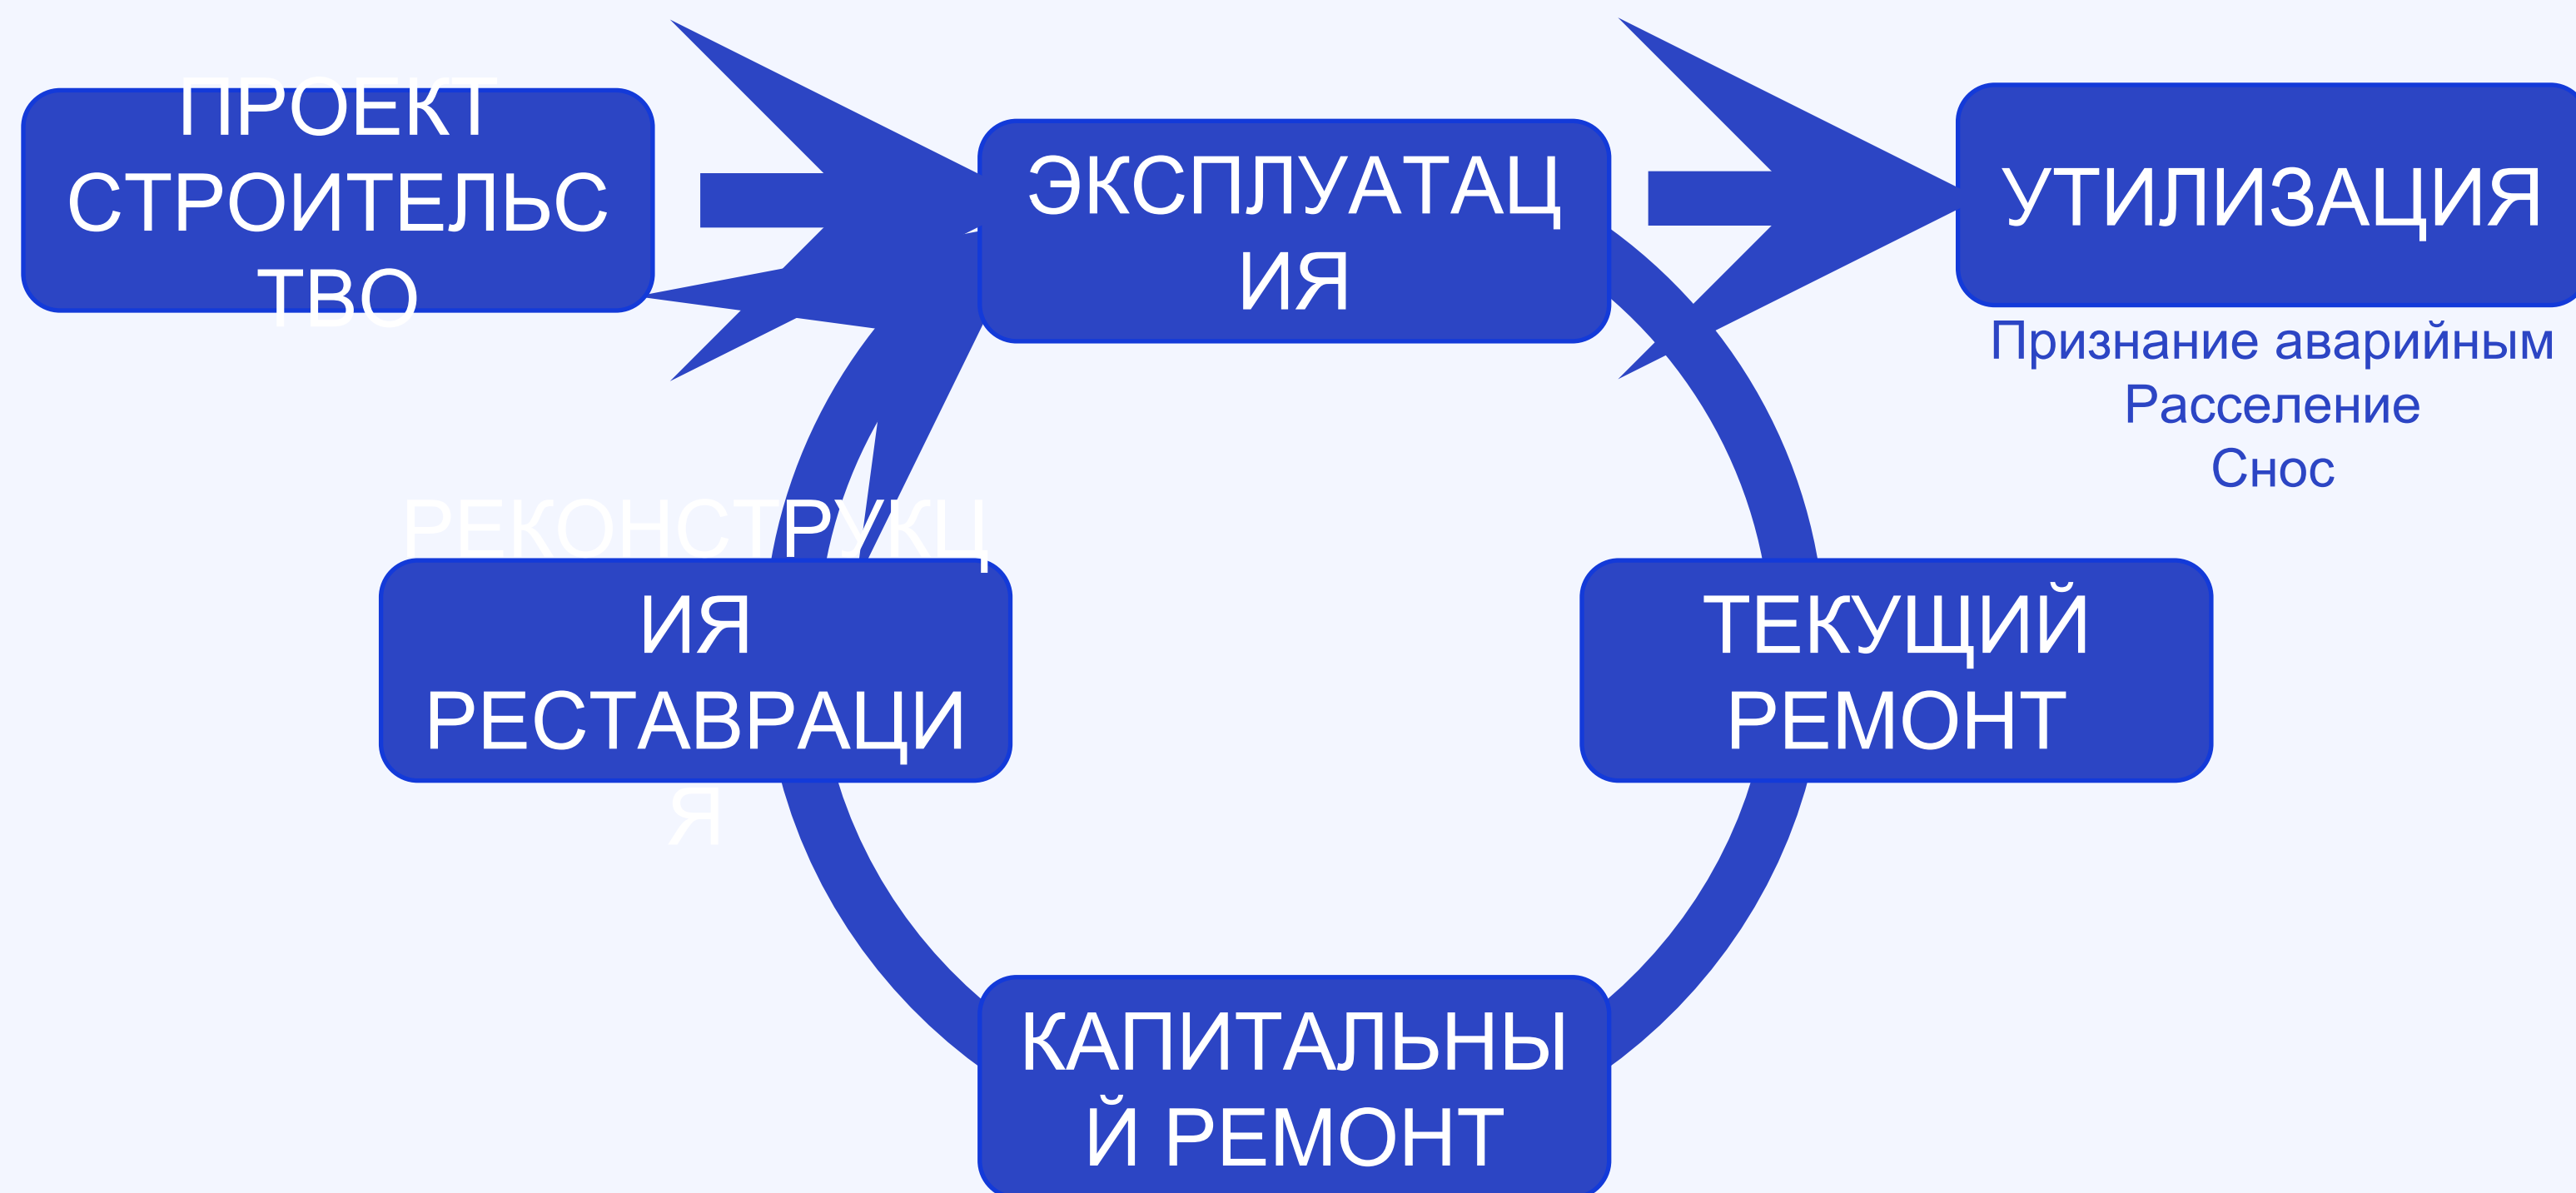 ПРОЕКТ
СТРОИТЕЛЬС
ТВО
ЭКСПЛУАТАЦ
ИЯ
УТИЛИЗАЦИЯ
Признание аварийным
Расселение
Снос
РЕКОНСТРУКЦ
ИЯ
РЕСТАВРАЦИ
Я
ТЕКУЩИЙ
РЕМОНТ
КАПИТАЛЬНЫ
Й РЕМОНТ